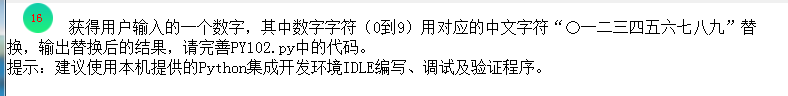 16 获得用户输入的一个数字，其中数字字符（0到9）用对应的中文字符“〇一二三四五六七八九”替
换，输出替换后的结果，请完善PY102.py中的代码。
提示：建议使用本机提供的Python集成开发环境IDLE编写、调试及验证程序。